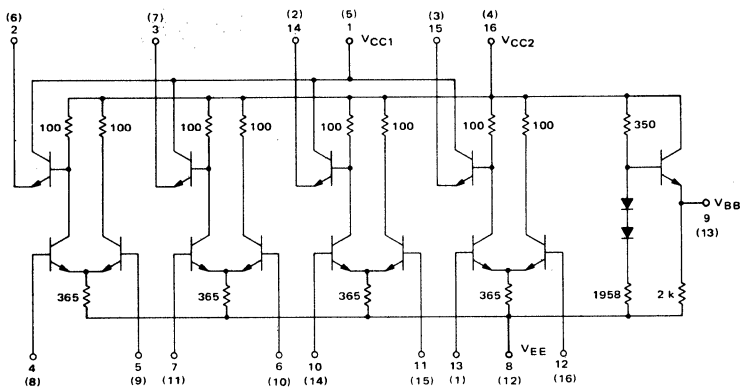 (6) (7) (2) (5) (3) (4)
2 3 14 1 VCC1 15 16 VCC2
100 100 100 100 100 100 100 100 350
VBB
9
(13)
365 365 365 365 1958 2 k
VEE
4 5 7 6 10 11 13 8 12
(8) (9) (11) (10) (14) (15) (1) (12) (16)